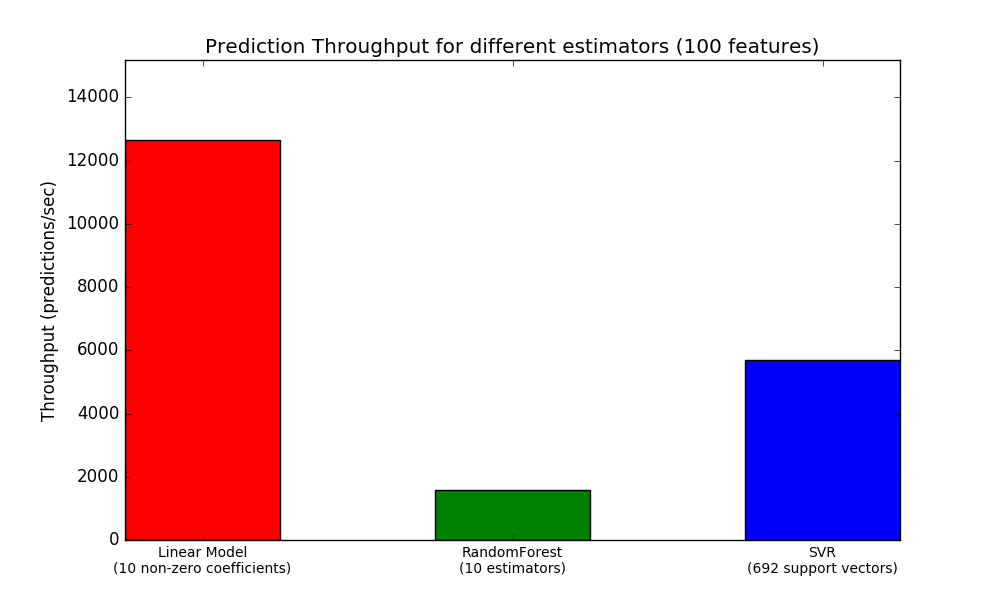 Prediction Throughput for different estimators (100 features)
Throughput (predictions/sec)
14000
12000
10000
8000
6000
4000
2000
0
Linear Model
(10 non-zero coefficients)
RandomForest
(10 estimators)
SVR
(692 support vectors)